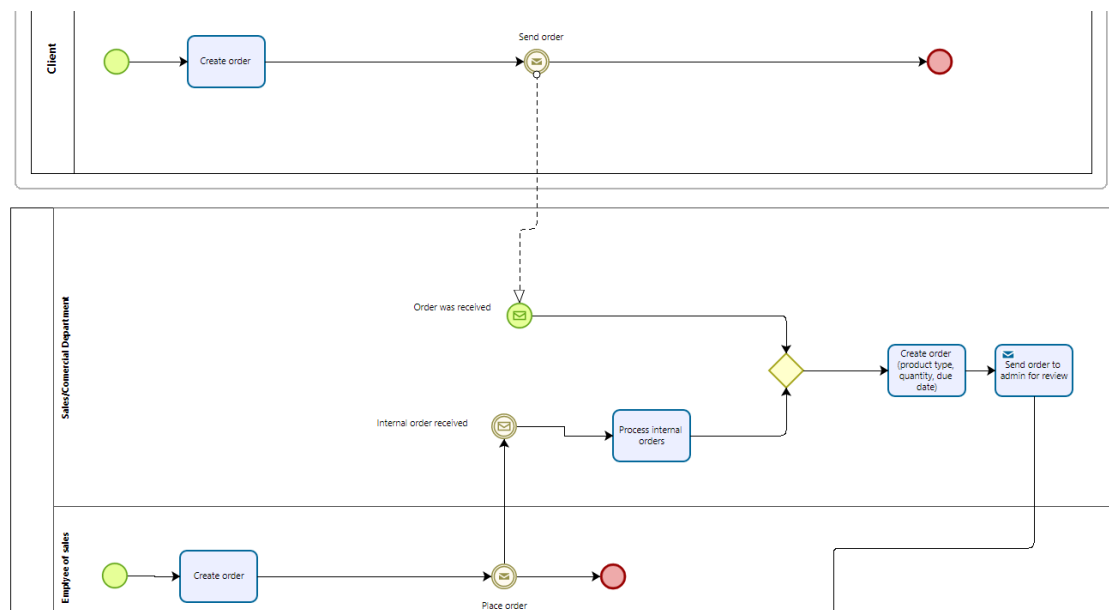 Client
Create order
Send order
Sales/Comercial Department
Order was received
Internal order received
Process internal
orders
Create order
(product type,
quantity, due
date)
Send order to
admin for review
Emplyee of sales
Create order
Place order